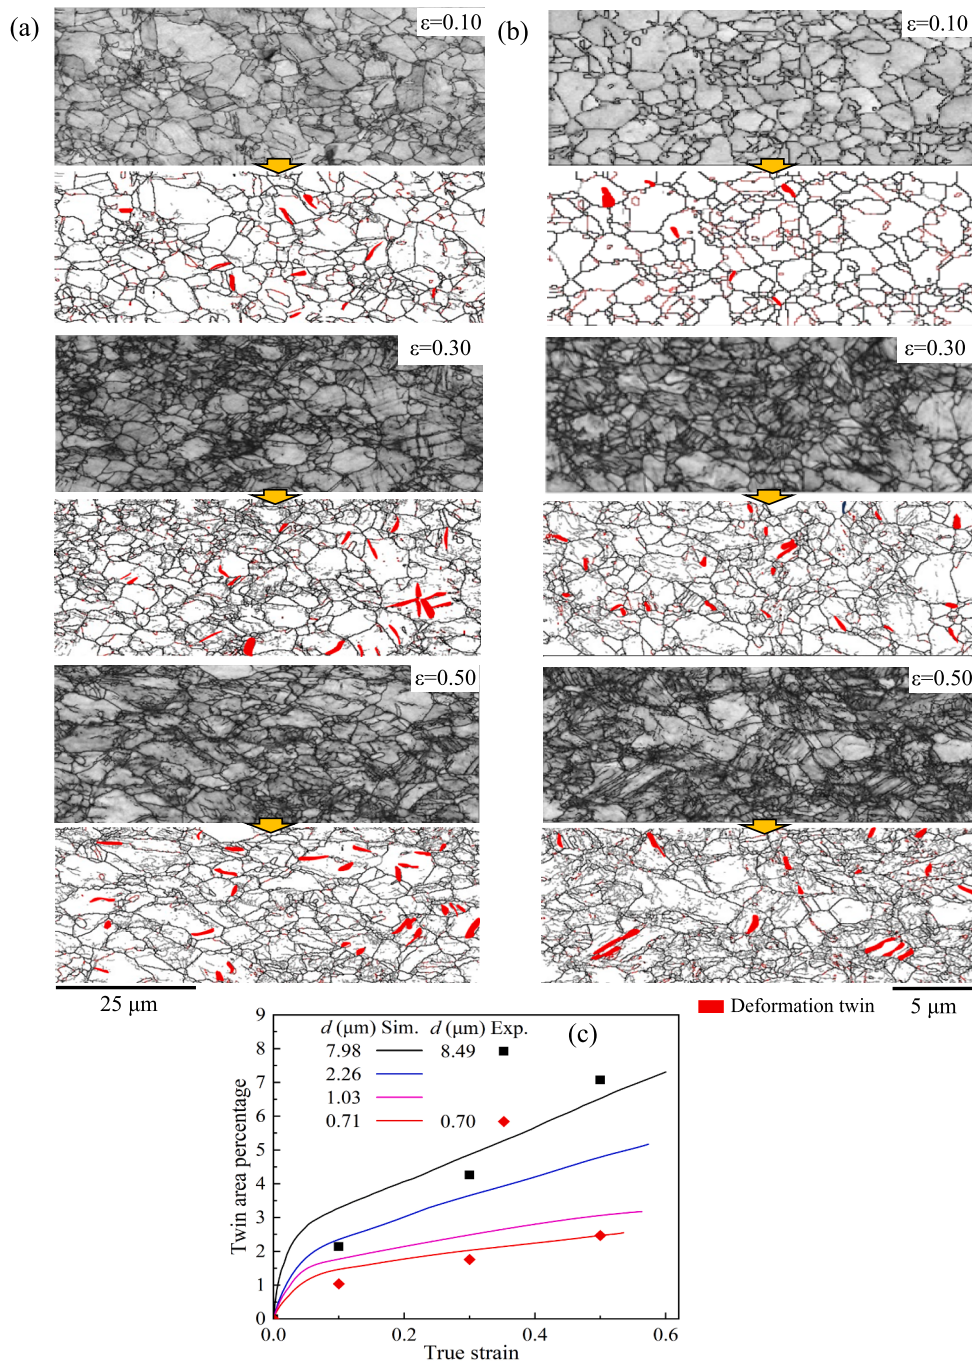 (a)
ε=0.10
(b)
ε=0.10
ε=0.30
ε=0.30
ε=0.50
ε=0.50
25 μm
Deformation twin
5 μm
(c)
d (μm) Sim. d (μm) Exp.
7.98 8.49
2.26
1.03
0.71 0.70
Twin area percentage
9
8
7
6
5
4
3
2
1
0
0.0 0.2 0.4 0.6
True strain